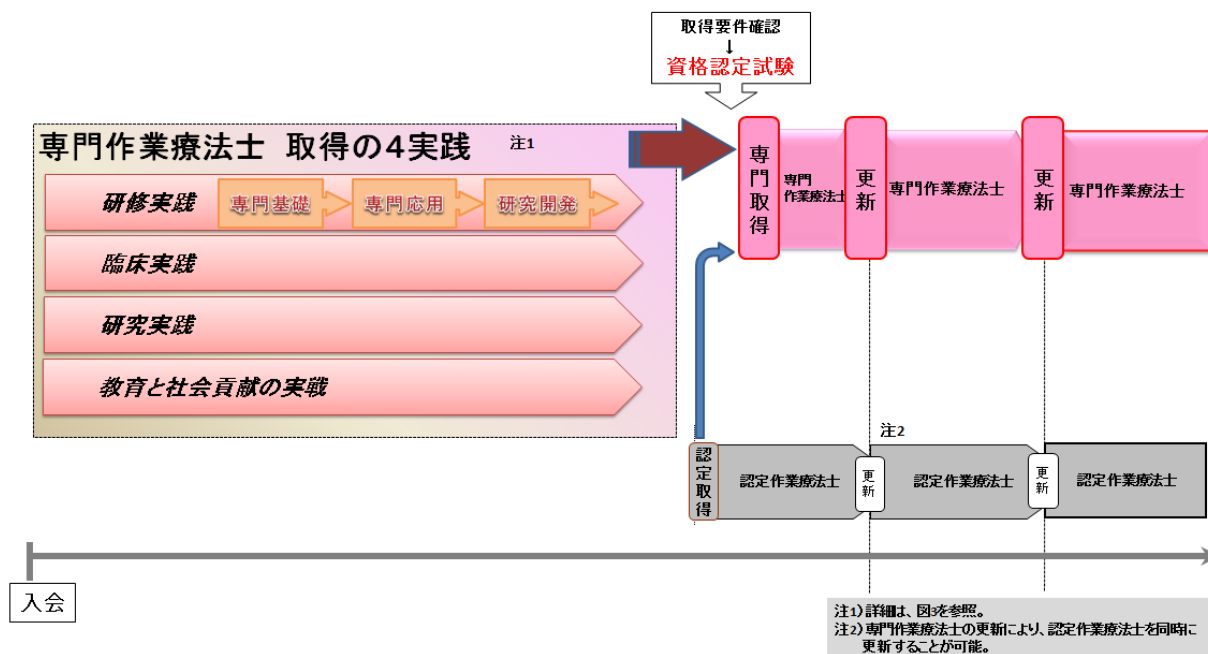 取得要件確認
↓
資格認定試験
専門作業療法士 取得の4実践 注1
研修実践 専門基礎 専門応用 研究開発
臨床実践
研究実践
教育と社会貢献の実戦
専門取得
専門
作業療法士
更新
専門作業療法士
更新
専門作業療法士
認定取得
認定作業療法士
更新
注2
認定作業療法士
更新
認定作業療法士
入会
注1)詳細は、図3を参照。
注2)専門作業療法士の更新により、認定作業療法士を同時に
更新することが可能。